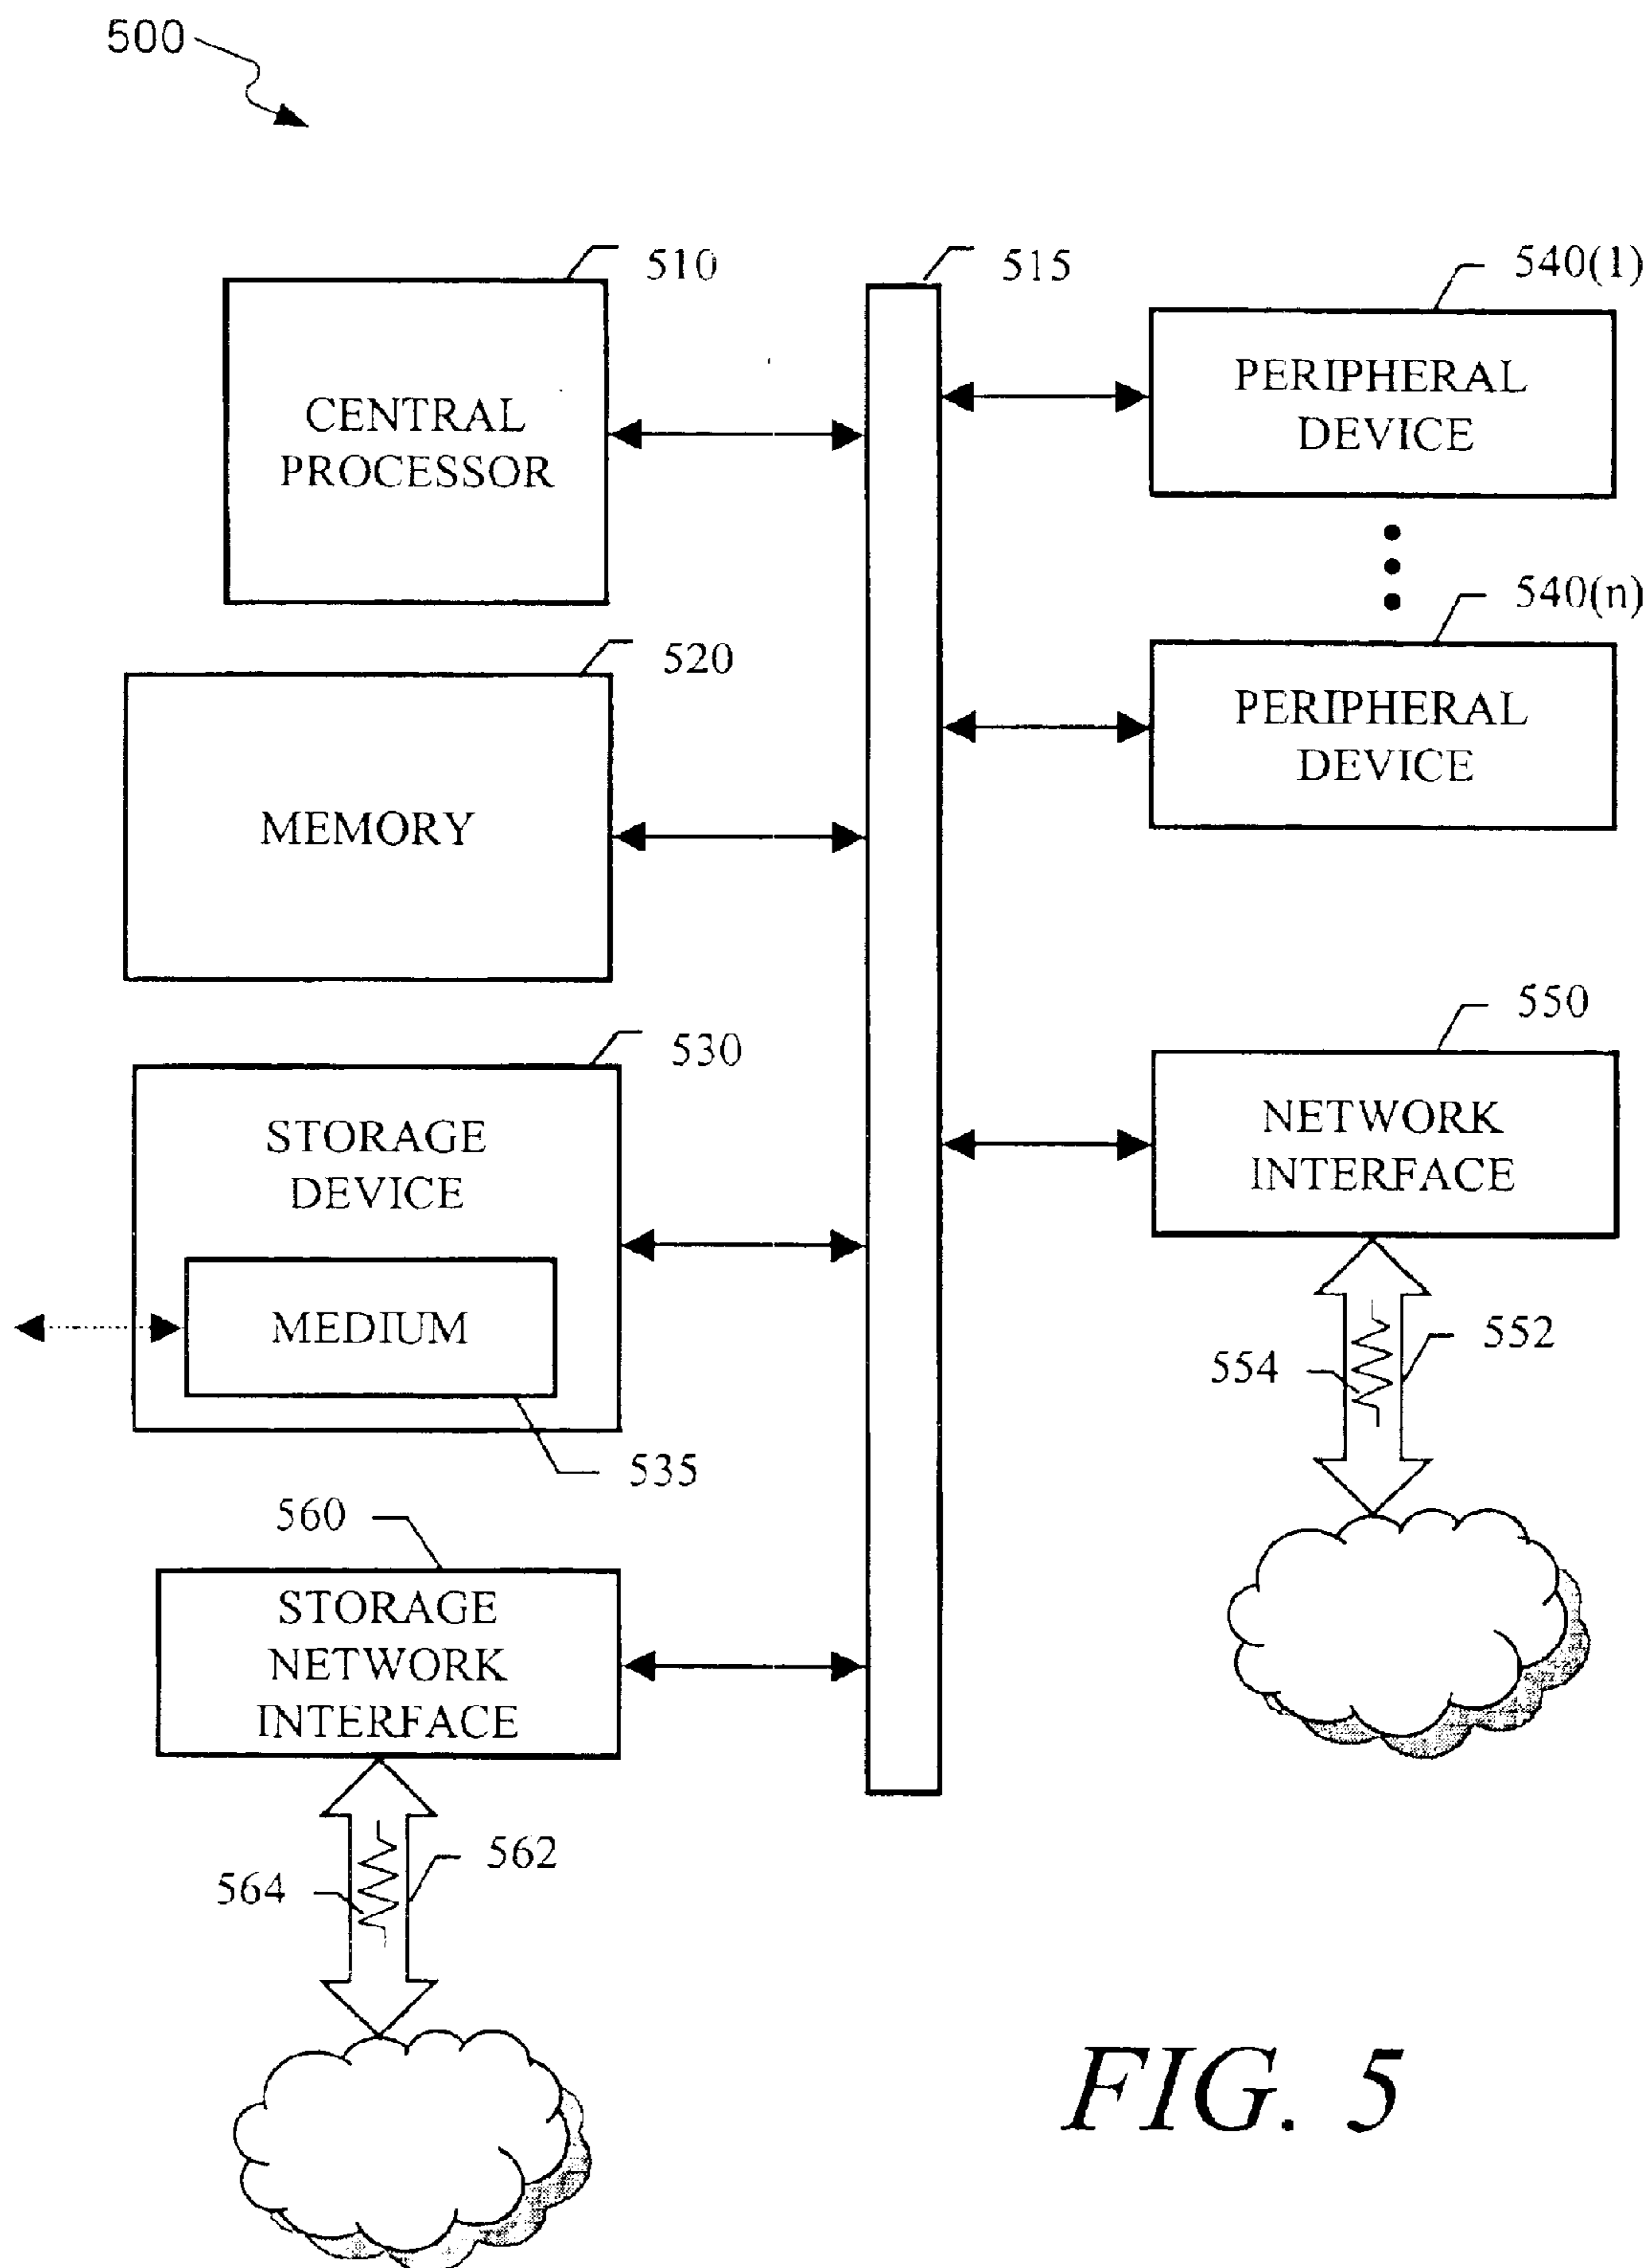 500
510
CENTRAL
PROCESSOR
515
540(1)
PERIPHERAL
DEVICE
540(n)
PERIPHERAL
DEVICE
520
MEMORY
530
STORAGE
DEVICE
MEDIUM
535
550
NETWORK
INTERFACE
552
554
560
STORAGE
NETWORK
INTERFACE
562
564
FIG. 5